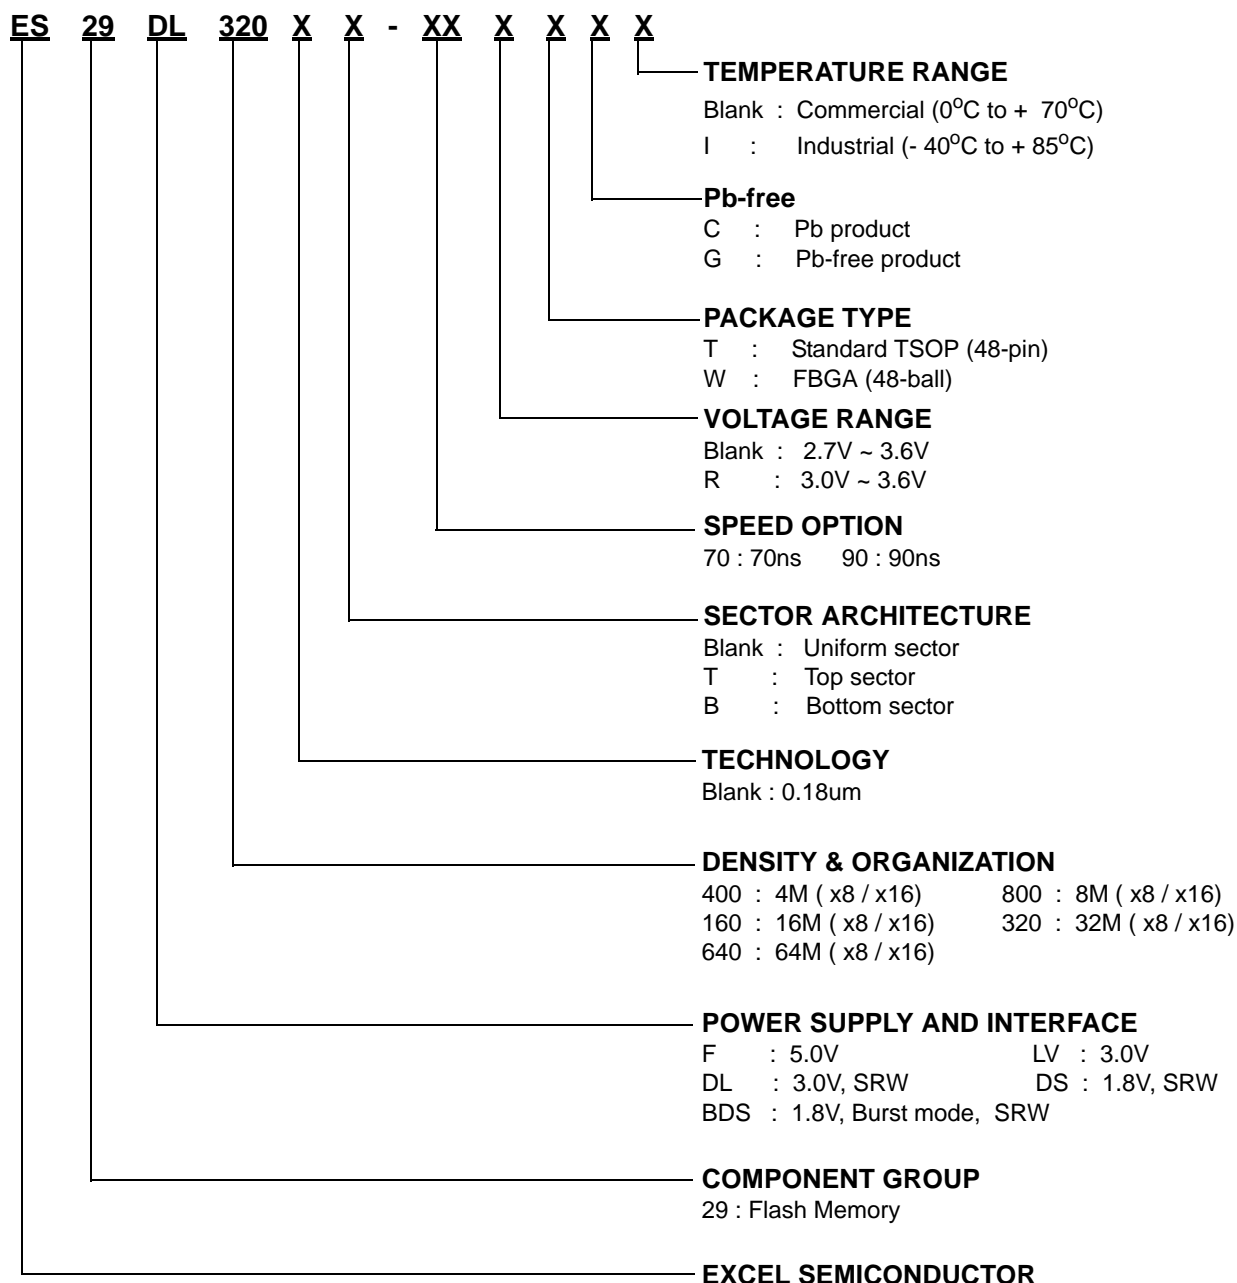 ES 29 DL 320 X X - XX X X X X
TEMPERATURE RANGE
Blank : Commercial (0oC to + 70oC)
I : Industrial (- 40oC to + 85oC)
Pb-free
C : Pb product
G : Pb-free product
PACKAGE TYPE
T : Standard TSOP (48-pin)
W : FBGA (48-ball)
VOLTAGE RANGE
Blank : 2.7V ~ 3.6V
R : 3.0V ~ 3.6V
SPEED OPTION
70 : 70ns 90 : 90ns
SECTOR ARCHITECTURE
Blank : Uniform sector
T : Top sector
B : Bottom sector
TECHNOLOGY
Blank : 0.18um
DENSITY & ORGANIZATION
400 : 4M ( x8 / x16) 800 : 8M ( x8 / x16)
160 : 16M ( x8 / x16) 320 : 32M ( x8 / x16)
640 : 64M ( x8 / x16)
POWER SUPPLY AND INTERFACE
F : 5.0V LV : 3.0V
DL : 3.0V, SRW DS : 1.8V, SRW
BDS : 1.8V, Burst mode, SRW
COMPONENT GROUP
29 : Flash Memory
EXCEL SEMICONDUCTOR